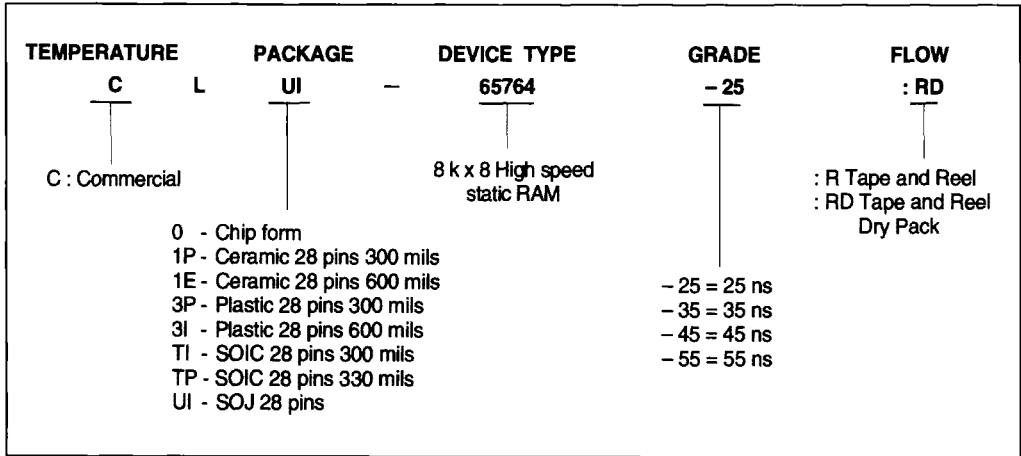 TEMPERATURE PACKAGE DEVICE TYPE GRADE FLOW
C L UI – 65764 – 25 : RD
C : Commercial
8 k x 8 High speed
static RAM
: R Tape and Reel
: RD Tape and Reel
Dry Pack
0 - Chip form
1P - Ceramic 28 pins 300 mils
1E - Ceramic 28 pins 600 mils
3P - Plastic 28 pins 300 mils
3I - Plastic 28 pins 600 mils
TI - SOIC 28 pins 300 mils
TP - SOIC 28 pins 330 mils
UI - SOJ 28 pins
– 25 = 25 ns
– 35 = 35 ns
– 45 = 45 ns
– 55 = 55 ns